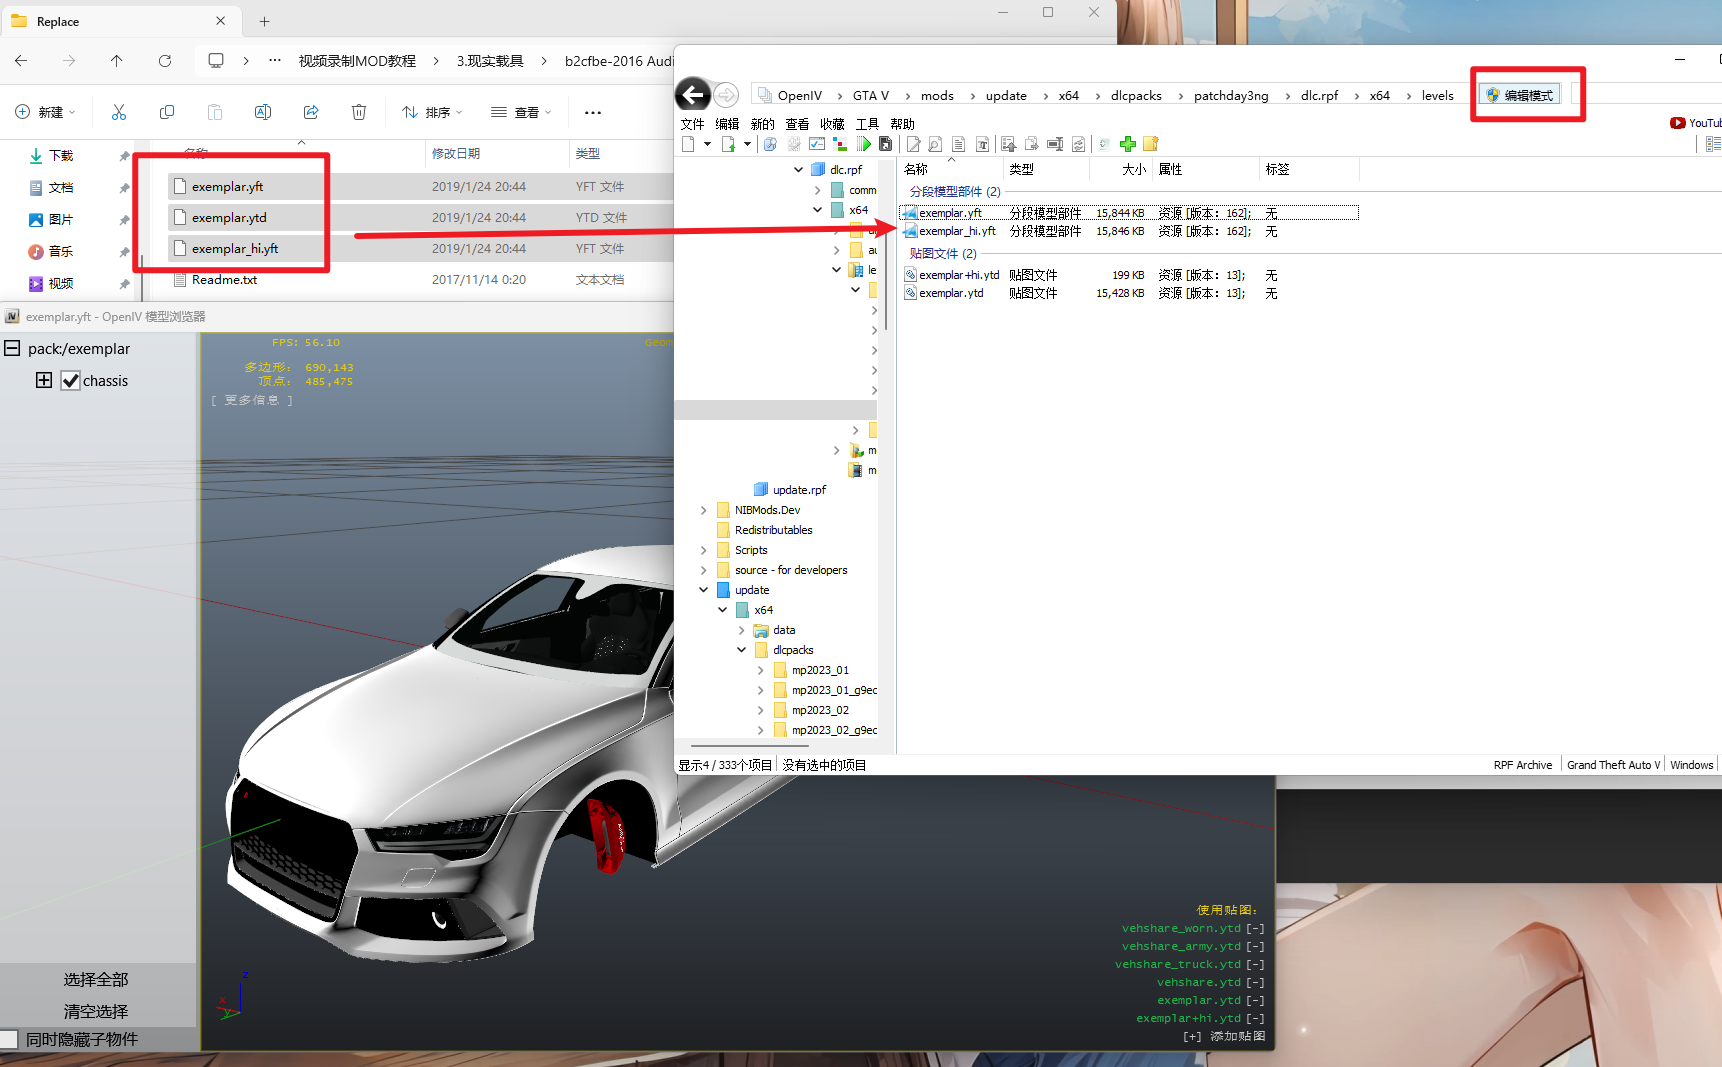 Replace
视频录制MOD教程 3.现实载具 b2cfbe-2016 Audi
新建 排序 查看
名称 修改日期 类型
下载
文档
图片
音乐
视频
exemplar.yft 2019/1/24 20:44 YFT 文件
exemplar.ytd 2019/1/24 20:44 YTD 文件
exemplar_hi.yft 2019/1/24 20:44 YFT 文件
Readme.txt 2017/11/14 0:20 文本文档
exemplar.yft - OpenIV 模型浏览器
pack:/exemplar
chassis
选择全部
清空选择
同时隐藏子物件
FPS: 56.10
多边形: 690,143
顶点: 485,475
[ 更多信息 ]
z
x
y
使用贴图:
vehshare_worn.ytd [-]
vehshare_army.ytd [-]
vehshare_truck.ytd [-]
vehshare.ytd [-]
exemplar.ytd [-]
exemplar+hi.ytd [-]
[+] 添加贴图
OpenIV GTA V mods update x64 dlcpacks patchday3ng dlc.rpf x64 levels
编辑模式
文件 编辑 新的 查看 收藏 工具 帮助
YouTub
dlc.rpf
comm
x64
au
le
m
m
update.rpf
NIBMods.Dev
Redistributables
Scripts
source - for developers
update
x64
data
dlcpacks
mp2023_01
mp2023_01_g9ec
mp2023_02
mp2023_02_g9ec
名称 类型 大小 属性 标签
分段模型部件 (2)
exemplar.yft 分段模型部件 15,844 KB 资源 [版本: 162]; 无
exemplar_hi.yft 分段模型部件 15,846 KB 资源 [版本: 162]; 无
贴图文件 (2)
exemplar+hi.ytd 贴图文件 199 KB 资源 [版本: 13]; 无
exemplar.ytd 贴图文件 15,428 KB 资源 [版本: 13]; 无
显示4 / 333个项目 没有选中的项目
RPF Archive Grand Theft Auto V Windows